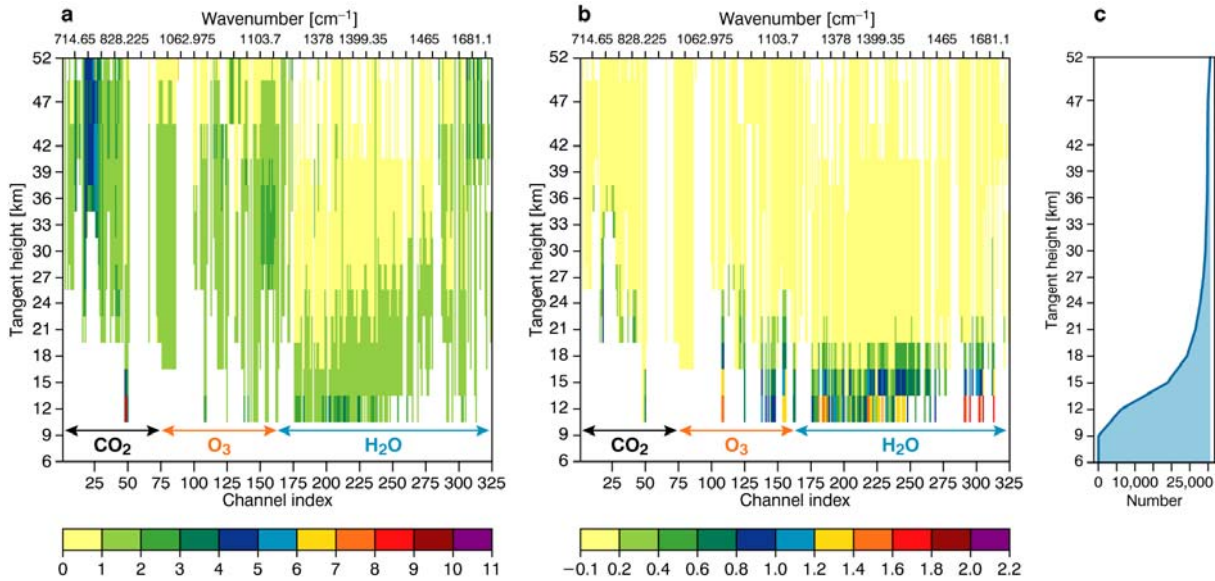 a
Wavenumber [cm⁻¹]
714.65 828.225 1062.975 1103.7 1378 1399.35 1465 1681.1
Tangent height [km]
52
47
42
39
36
33
30
27
24
21
18
15
12
9
6
CO₂ O₃ H₂O
25 50 75 100 125 150 175 200 225 250 275 300 325
Channel index
0 1 2 3 4 5 6 7 8 9 10 11
b
Wavenumber [cm⁻¹]
714.65 828.225 1062.975 1103.7 1378 1399.35 1465 1681.1
Tangent height [km]
52
47
42
39
36
33
30
27
24
21
18
15
12
9
6
CO₂ O₃ H₂O
25 50 75 100 125 150 175 200 225 250 275 300 325
Channel index
−0.1 0.2 0.4 0.6 0.8 1.0 1.2 1.4 1.6 1.8 2.0 2.2
c
Tangent height [km]
52
47
42
39
36
33
30
27
24
21
18
15
12
9
6
0 10,000 25,000
Number